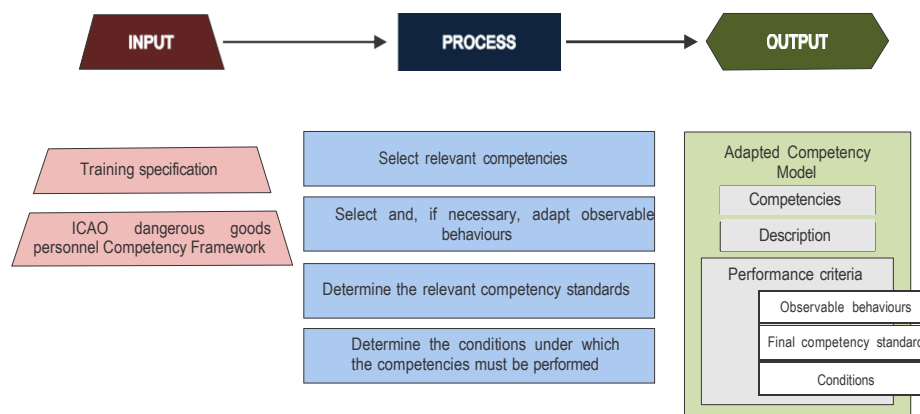 INPUT
PROCESS
OUTPUT
Training specification
ICAO dangerous goods
personnel Competency Framework
Select relevant competencies
Select and, if necessary, adapt observable
behaviours
Determine the relevant competency standards
Determine the conditions under which
the competencies must be performed
Adapted Competency
Model
Competencies
Description
Performance criteria
Observable behaviours
Final competency standard
Conditions